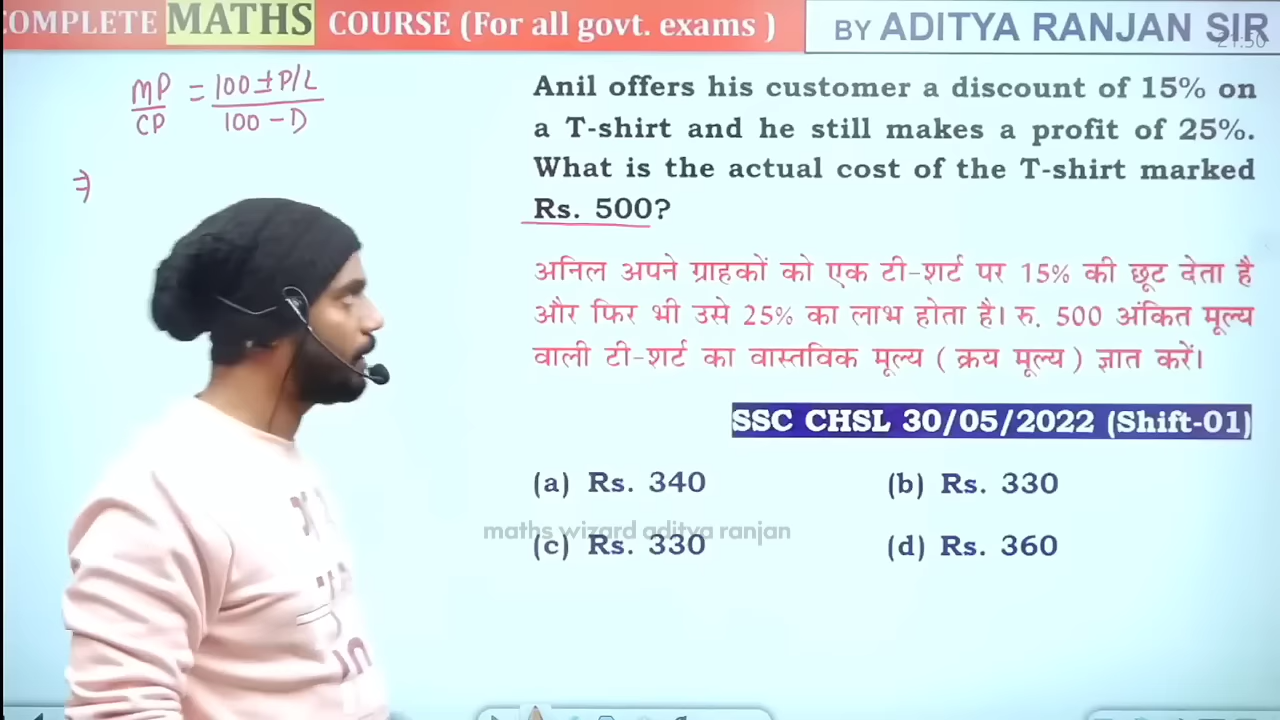 COMPLETE MATHS COURSE (For all govt. exams )
BY ADITYA RANJAN SIR
21:50
MP/CP = 100 ± P/L / 100 - D
⇒
Anil offers his customer a discount of 15% on
a T-shirt and he still makes a profit of 25%.
What is the actual cost of the T-shirt marked
Rs. 500?
अनिल अपने ग्राहकों को एक टी-शर्ट पर 15% की छूट देता है
और फिर भी उसे 25% का लाभ होता है। रु. 500 अंकित मूल्य
वाली टी-शर्ट का वास्तविक मूल्य ( क्रय मूल्य ) ज्ञात करें।
SSC CHSL 30/05/2022 (Shift-01)
(a) Rs. 340 (b) Rs. 330
maths wizard aditya ranjan
(c) Rs. 330 (d) Rs. 360